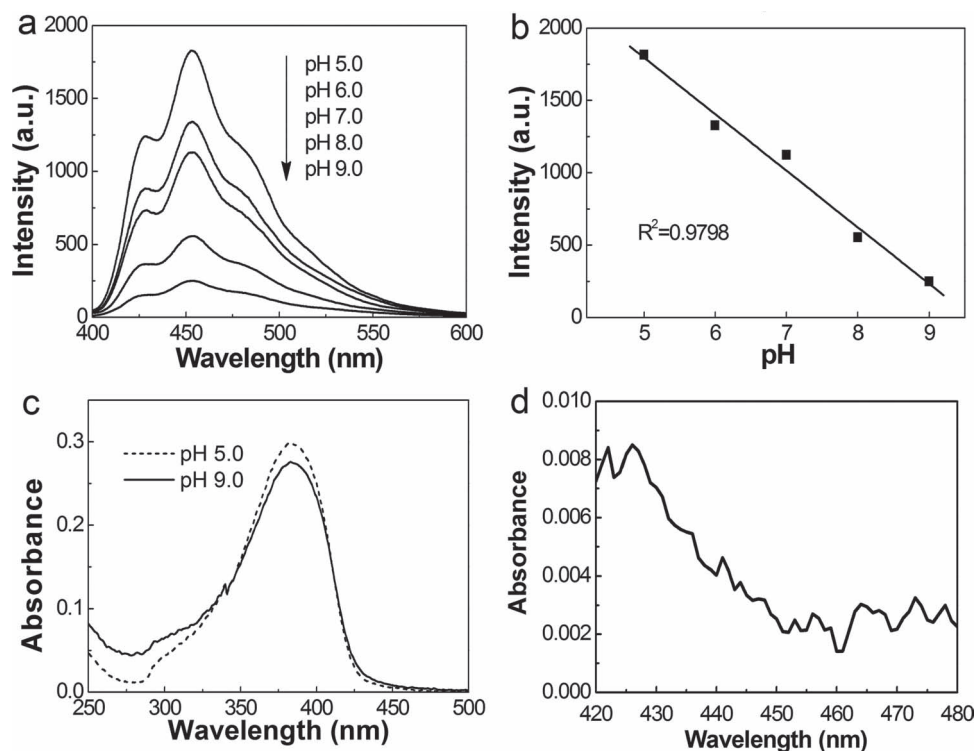 a
2000
1750
1500
1250
1000
750
500
250
0
Intensity (a.u.)
pH 5.0
pH 6.0
pH 7.0
pH 8.0
pH 9.0
400 450 500 550 600
Wavelength (nm)
b
2000
1500
1000
500
0
Intensity (a.u.)
R²=0.9798
5 6 7 8 9
pH
c
0.3
0.2
0.1
0.0
Absorbance
pH 5.0
pH 9.0
250 300 350 400 450 500
Wavelength (nm)
d
0.010
0.008
0.006
0.004
0.002
0.000
Absorbance
420 430 440 450 460 470 480
Wavelength (nm)